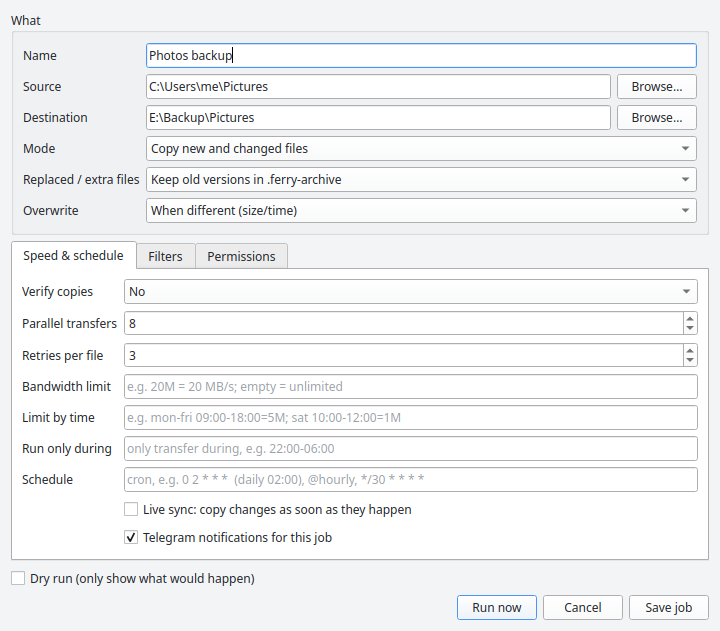 What
Name Photos backup
Source C:\Users\me\Pictures Browse...
Destination E:\Backup\Pictures Browse...
Mode Copy new and changed files
Replaced / extra files Keep old versions in .ferry-archive
Overwrite When different (size/time)
Speed & schedule Filters Permissions
Verify copies No
Parallel transfers 8
Retries per file 3
Bandwidth limit e.g. 20M = 20 MB/s; empty = unlimited
Limit by time e.g. mon-fri 09:00-18:00=5M; sat 10:00-12:00=1M
Run only during only transfer during, e.g. 22:00-06:00
Schedule cron, e.g. 0 2 * * * (daily 02:00), @hourly, */30 * * * *
Live sync: copy changes as soon as they happen
Telegram notifications for this job
Dry run (only show what would happen)
Run now Cancel Save job